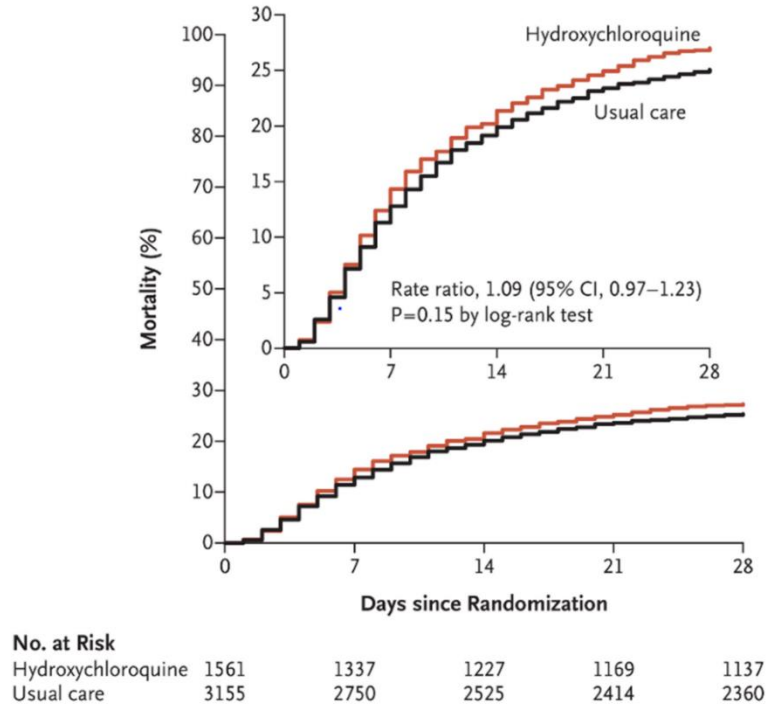 Mortality (%)
100
90
80
70
60
50
40
30
20
10
0
30
25
20
15
10
5
0
Hydroxychloroquine
Usual care
Rate ratio, 1.09 (95% CI, 0.97–1.23)
P=0.15 by log-rank test
0 7 14 21 28
0 7 14 21 28
Days since Randomization
No. at Risk
Hydroxychloroquine 1561 1337 1227 1169 1137
Usual care 3155 2750 2525 2414 2360